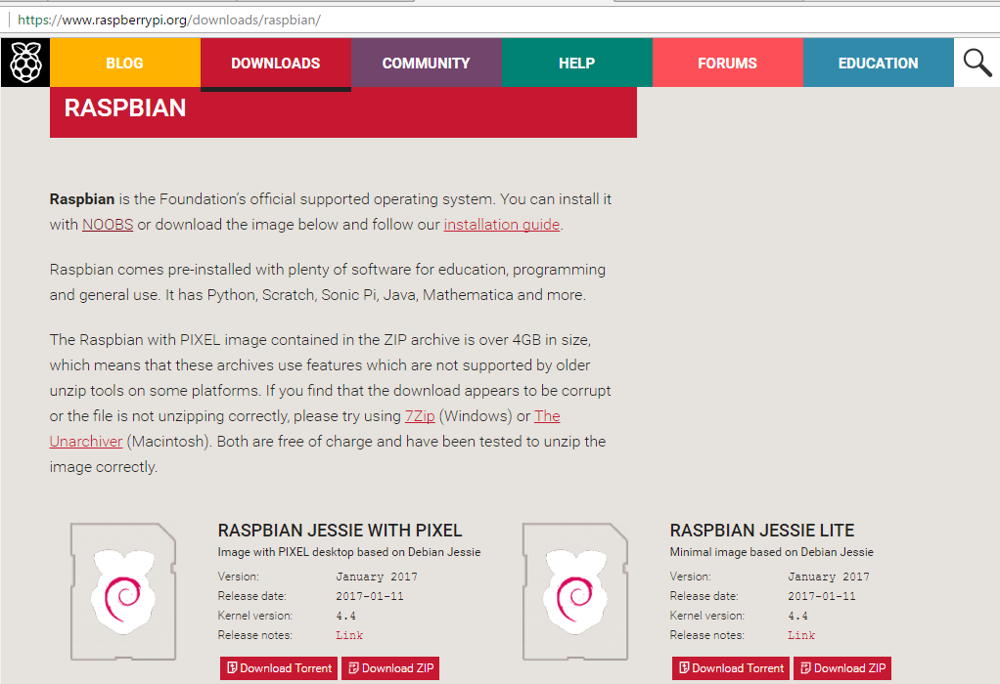 https://www.raspberrypi.org/downloads/raspbian/
BLOG DOWNLOADS COMMUNITY HELP FORUMS EDUCATION
RASPBIAN
Raspbian is the Foundation's official supported operating system. You can install it
with NOOBS or download the image below and follow our installation guide.
Raspbian comes pre-installed with plenty of software for education, programming
and general use. It has Python, Scratch, Sonic Pi, Java, Mathematica and more.
The Raspbian with PIXEL image contained in the ZIP archive is over 4GB in size,
which means that these archives use features which are not supported by older
unzip tools on some platforms. If you find that the download appears to be corrupt
or the file is not unzipping correctly, please try using 7Zip (Windows) or The
Unarchiver (Macintosh). Both are free of charge and have been tested to unzip the
image correctly.
RASPBIAN JESSIE WITH PIXEL
Image with PIXEL desktop based on Debian Jessie
Version: January 2017
Release date: 2017-01-11
Kernel version: 4.4
Release notes: Link
Download Torrent Download ZIP
RASPBIAN JESSIE LITE
Minimal image based on Debian Jessie
Version: January 2017
Release date: 2017-01-11
Kernel version: 4.4
Release notes: Link
Download Torrent Download ZIP